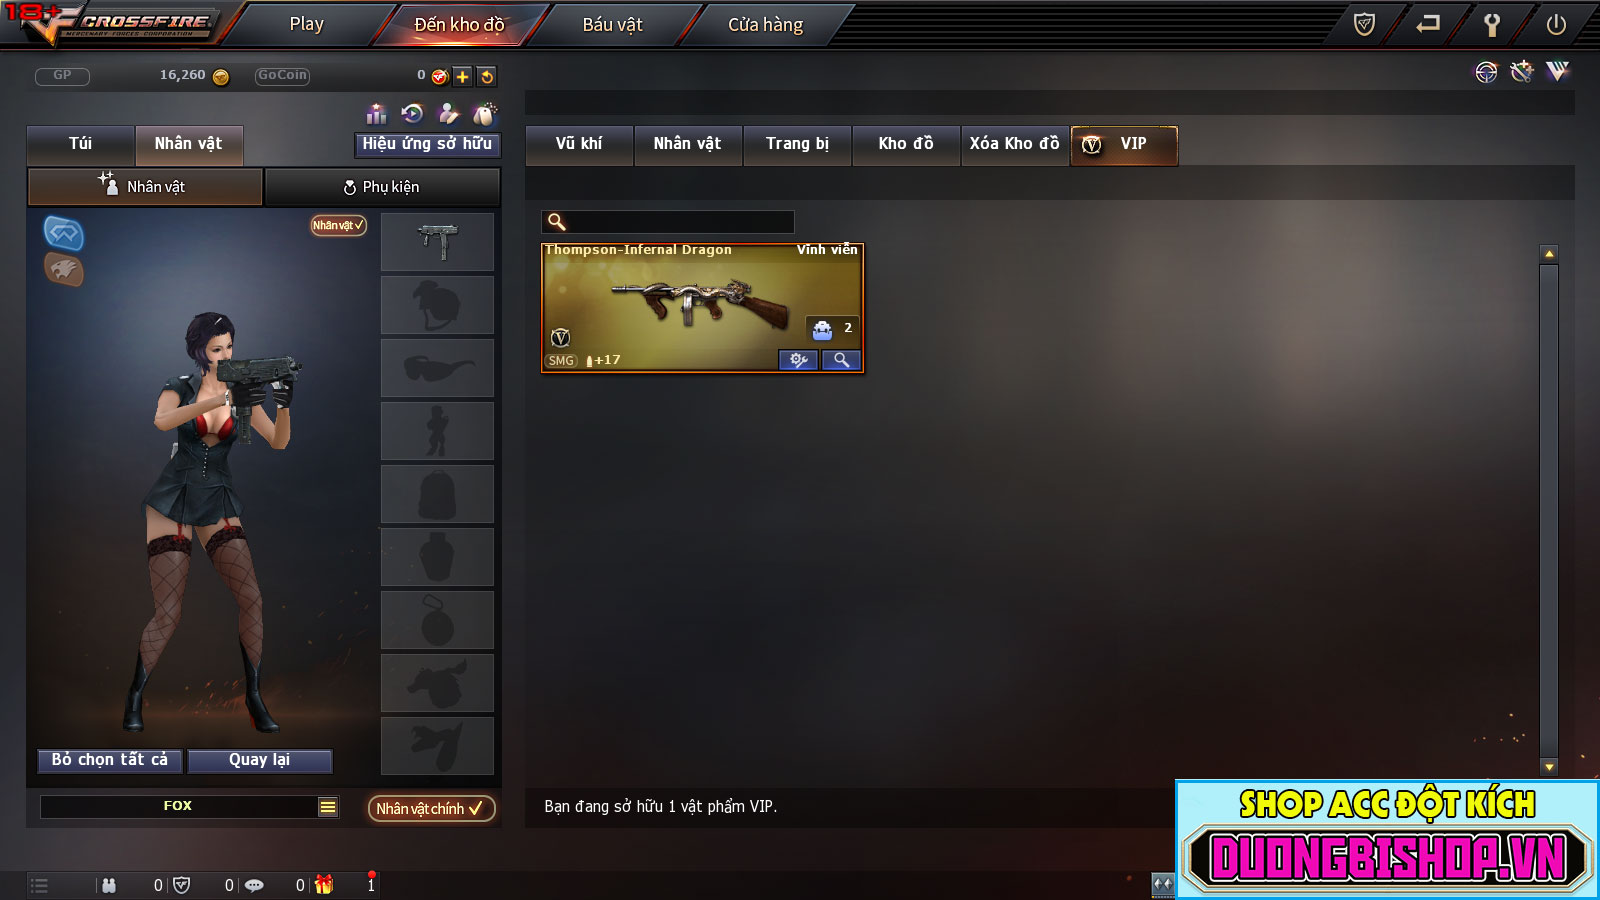 18+
CROSSFIRE
MERCENARY FORCES CORPORATION
Play
Đến kho đồ
Báu vật
Cửa hàng
GP
16,260
GoCoin
0
Túi
Nhân vật
Hiệu ứng sở hữu
Nhân vật
Phụ kiện
Nhân vật
Vũ khí
Nhân vật
Trang bị
Kho đồ
Xóa Kho đồ
V
VIP
Thompson-Infernal Dragon
Vĩnh viễn
V
2
SMG
+17
Bỏ chọn tất cả
Quay lại
FOX
Nhân vật chính
Bạn đang sở hữu 1 vật phẩm VIP.
0
0
0
1
SHOP ACC ĐỘT KÍCH
DUONGBISHOP.VN